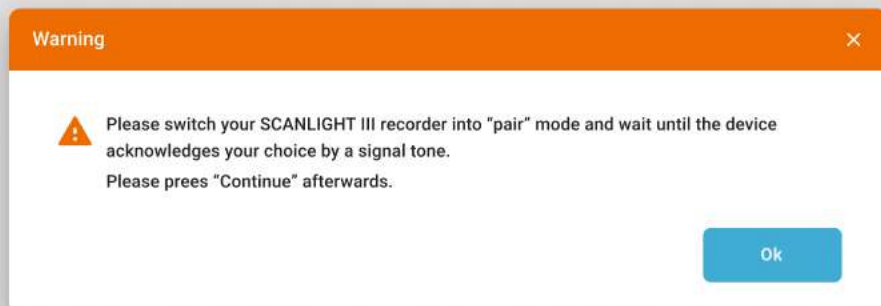 Warning
Please switch your SCANLIGHT III recorder into “pair” mode and wait until the device
acknowledges your choice by a signal tone.
Please prees “Continue” afterwards.
Ok